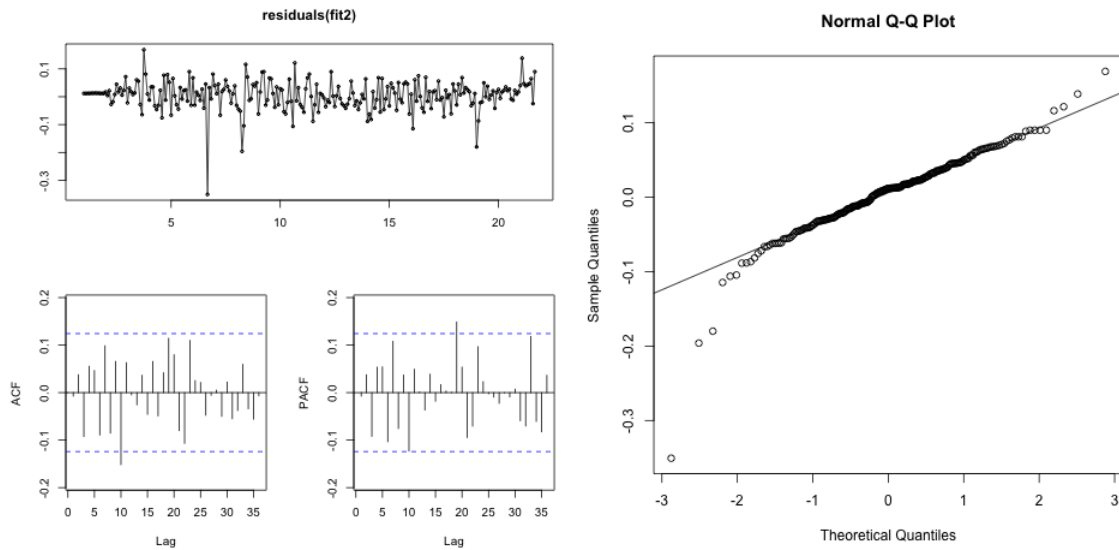 residuals(fit2)
0.1
-0.1
-0.3
5 10 15 20
0.2
0.1
0.0
-0.1
-0.2
ACF
0 5 10 15 20 25 30 35
Lag
0.2
0.1
0.0
-0.1
-0.2
PACF
0 5 10 15 20 25 30 35
Lag
Normal Q-Q Plot
0.1
0.0
-0.1
-0.2
-0.3
Sample Quantiles
-3 -2 -1 0 1 2 3
Theoretical Quantiles